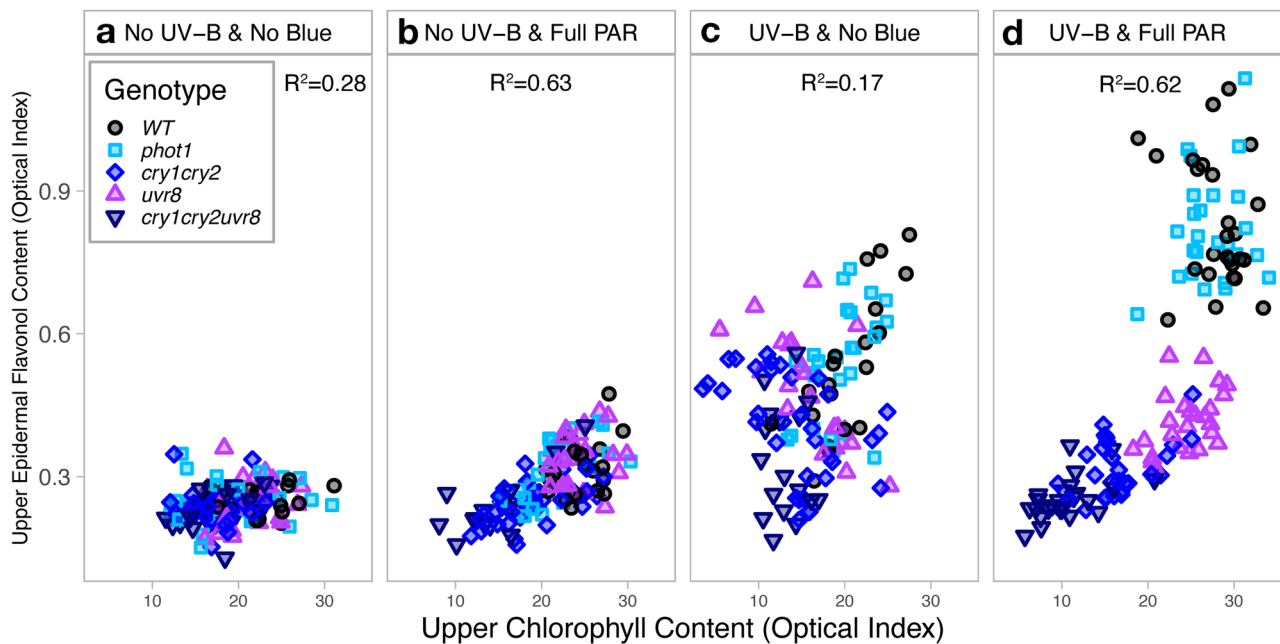 a No UV−B & No Blue
b No UV−B & Full PAR
c UV−B & No Blue
d UV−B & Full PAR
R²=0.28
R²=0.63
R²=0.17
R²=0.62
Genotype
WT
phot1
cry1cry2
uvr8
cry1cry2uvr8
Upper Epidermal Flavonol Content (Optical Index)
0.9
0.6
0.3
10 20 30 10 20 30 10 20 30 10 20 30
Upper Chlorophyll Content (Optical Index)